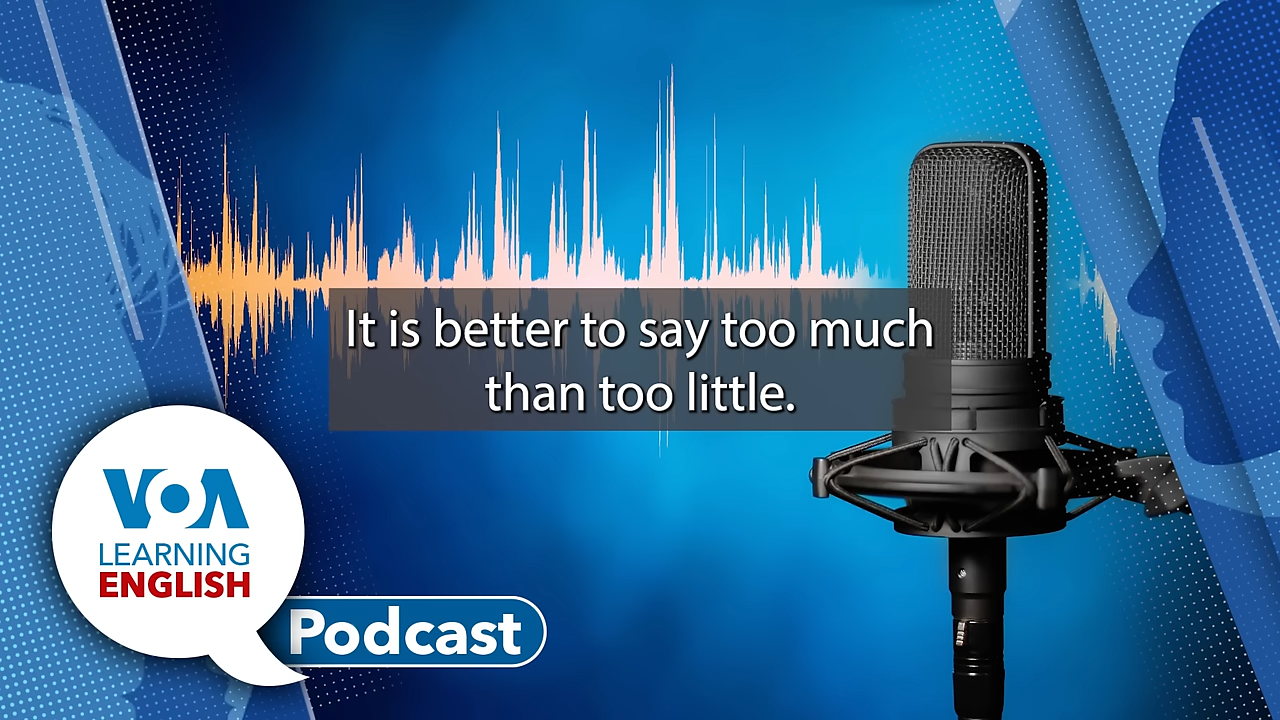 It is better to say too much
than too little.
VOA
LEARNING
ENGLISH
Podcast